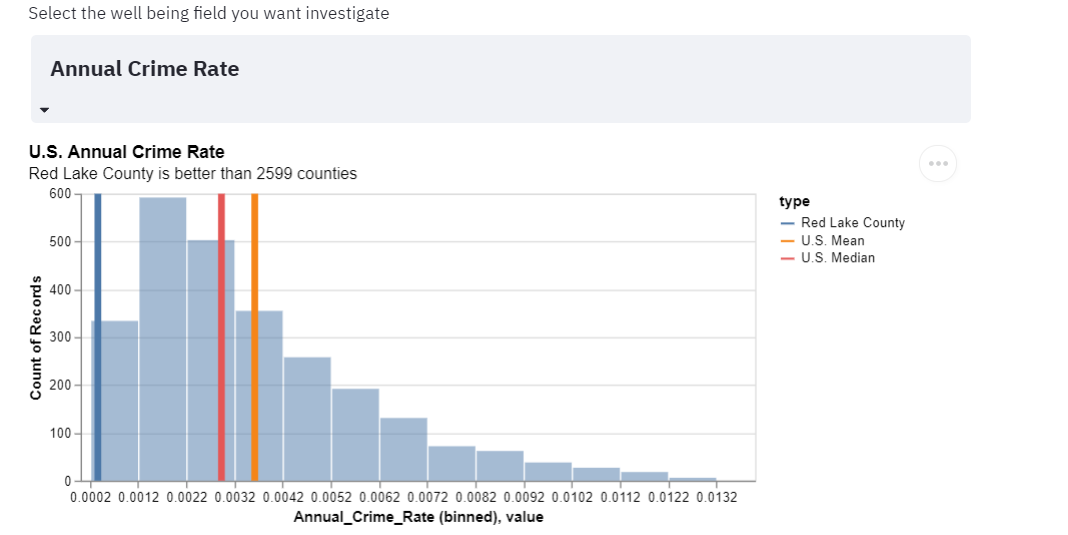 Select the well being field you want investigate
Annual Crime Rate
U.S. Annual Crime Rate
Red Lake County is better than 2599 counties
600
500
400
300
200
100
0
Count of Records
0.0002 0.0012 0.0022 0.0032 0.0042 0.0052 0.0062 0.0072 0.0082 0.0092 0.0102 0.0112 0.0122 0.0132
Annual_Crime_Rate (binned), value
type
Red Lake County
U.S. Mean
U.S. Median